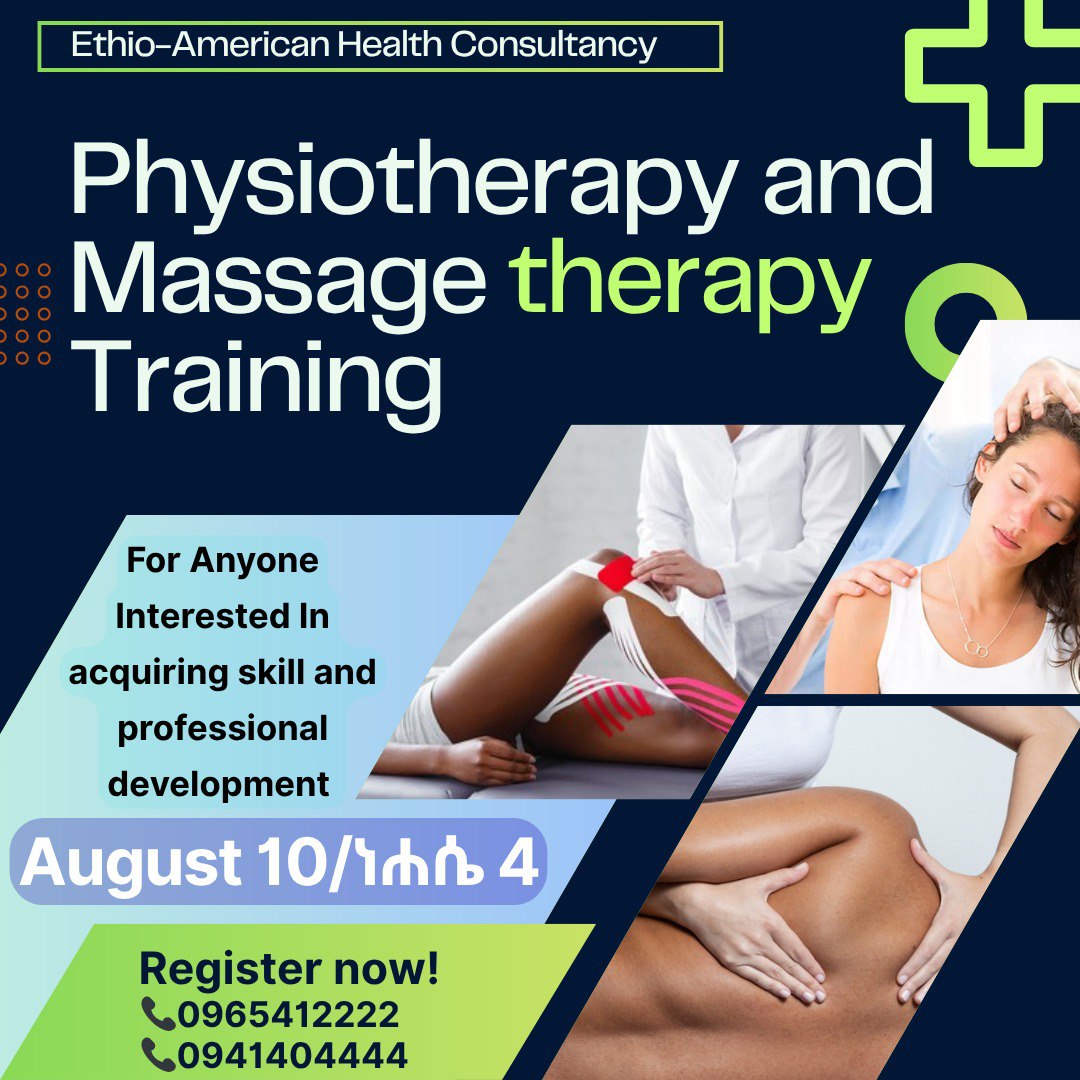 Ethio-American Health Consultancy
Physiotherapy and
Massage therapy
Training
For Anyone
Interested In
acquiring skill and
professional
development
August 10/ነሐሴ 4
Register now!
📞0965412222
📞0941404444